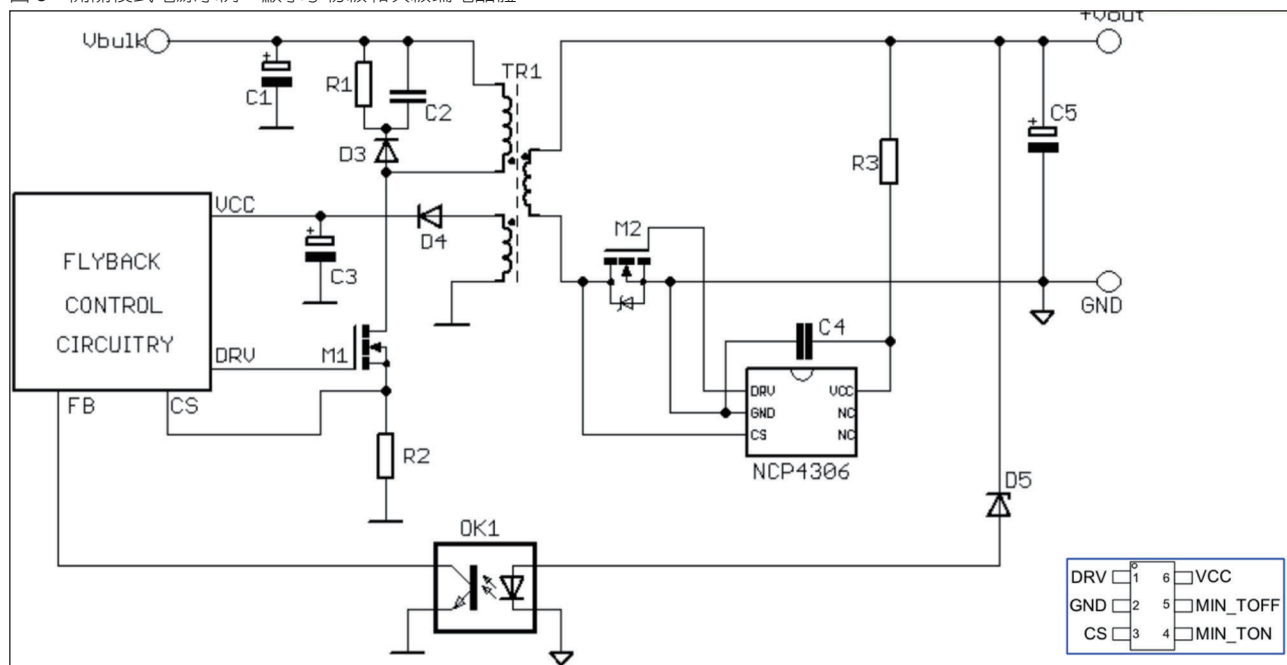 Vbulk
+Vout
TR1
R1
C1
C2
C5
D3
R3
VCC
M2
D4
FLYBACK
CONTROL
CIRCUITRY
C3
GND
C4
DRV
M1
DRV
VCC
GND
NC
CS
NC
FB
CS
R2
NCP4306
D5
OK1
DRV 1 6 VCC
GND 2 5 MIN_TOFF
CS 3 4 MIN_TON